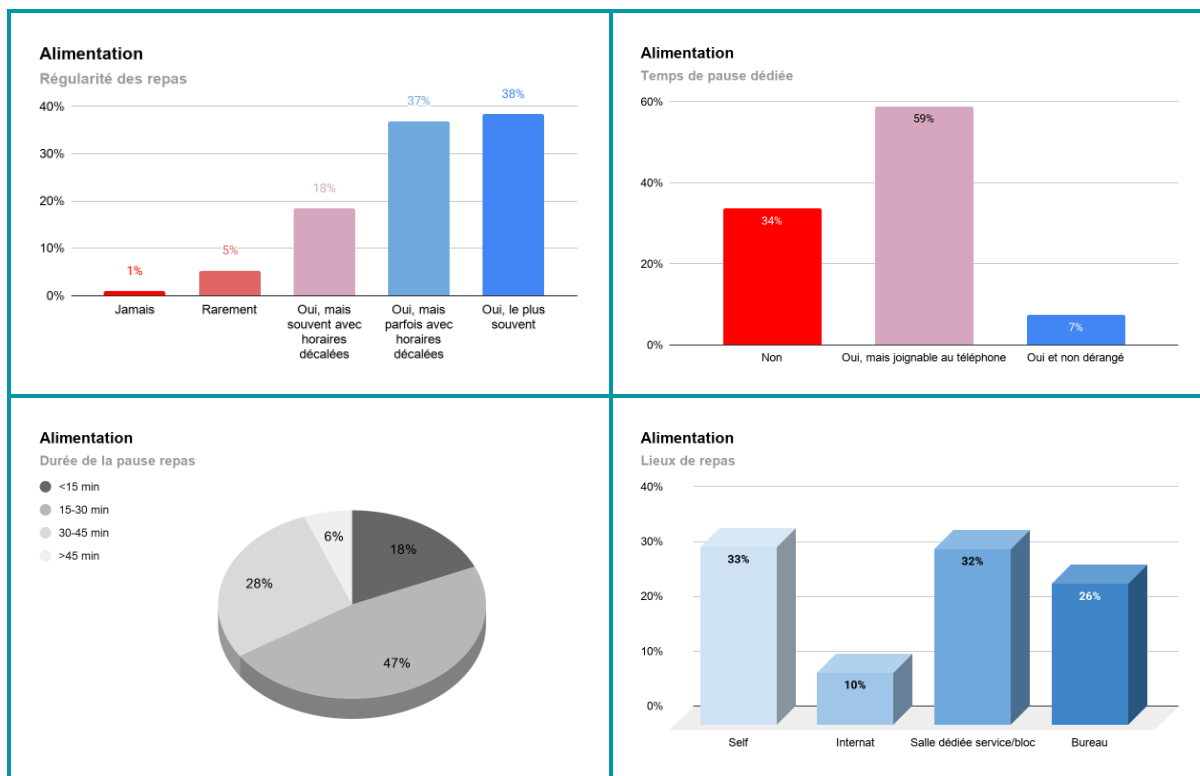 Alimentation
Régularité des repas
40%
30%
20%
10%
0%
1%
5%
18%
37%
38%
Jamais
Rarement
Oui, mais
souvent avec
horaires
décalées
Oui, mais
parfois avec
horaires
décalées
Oui, le plus
souvent
Alimentation
Temps de pause dédiée
60%
40%
20%
0%
34%
59%
7%
Non
Oui, mais joignable au téléphone
Oui et non dérangé
Alimentation
Durée de la pause repas
<15 min
15-30 min
30-45 min
>45 min
6%
18%
28%
47%
Alimentation
Lieux de repas
40%
30%
20%
10%
0%
33%
10%
32%
26%
Self
Internat
Salle dédiée service/bloc
Bureau